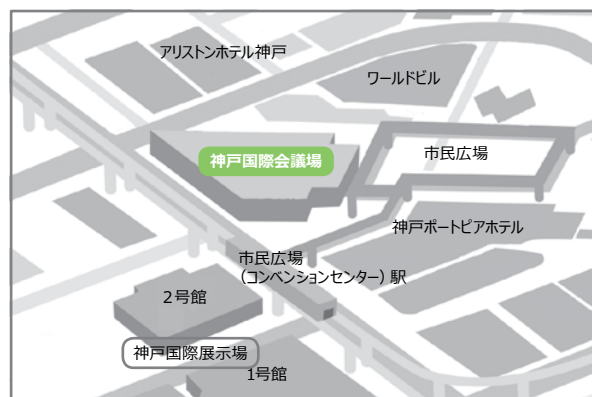 アリストンホテル神戸
ワールドビル
神戸国際会議場
市民広場
神戸ポートピアホテル
市民広場
（コンベンションセンター）駅
2号館
神戸国際展示場
1号館